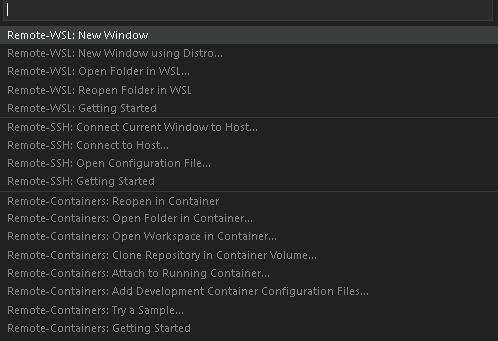 Remote-WSL: New Window
Remote-WSL: New Window using Distro...
Remote-WSL: Open Folder in WSL...
Remote-WSL: Reopen Folder in WSL
Remote-WSL: Getting Started
Remote-SSH: Connect Current Window to Host...
Remote-SSH: Connect to Host...
Remote-SSH: Open Configuration File...
Remote-SSH: Getting Started
Remote-Containers: Reopen in Container
Remote-Containers: Open Folder in Container...
Remote-Containers: Open Workspace in Container...
Remote-Containers: Clone Repository in Container Volume...
Remote-Containers: Attach to Running Container...
Remote-Containers: Add Development Container Configuration Files...
Remote-Containers: Try a Sample...
Remote-Containers: Getting Started